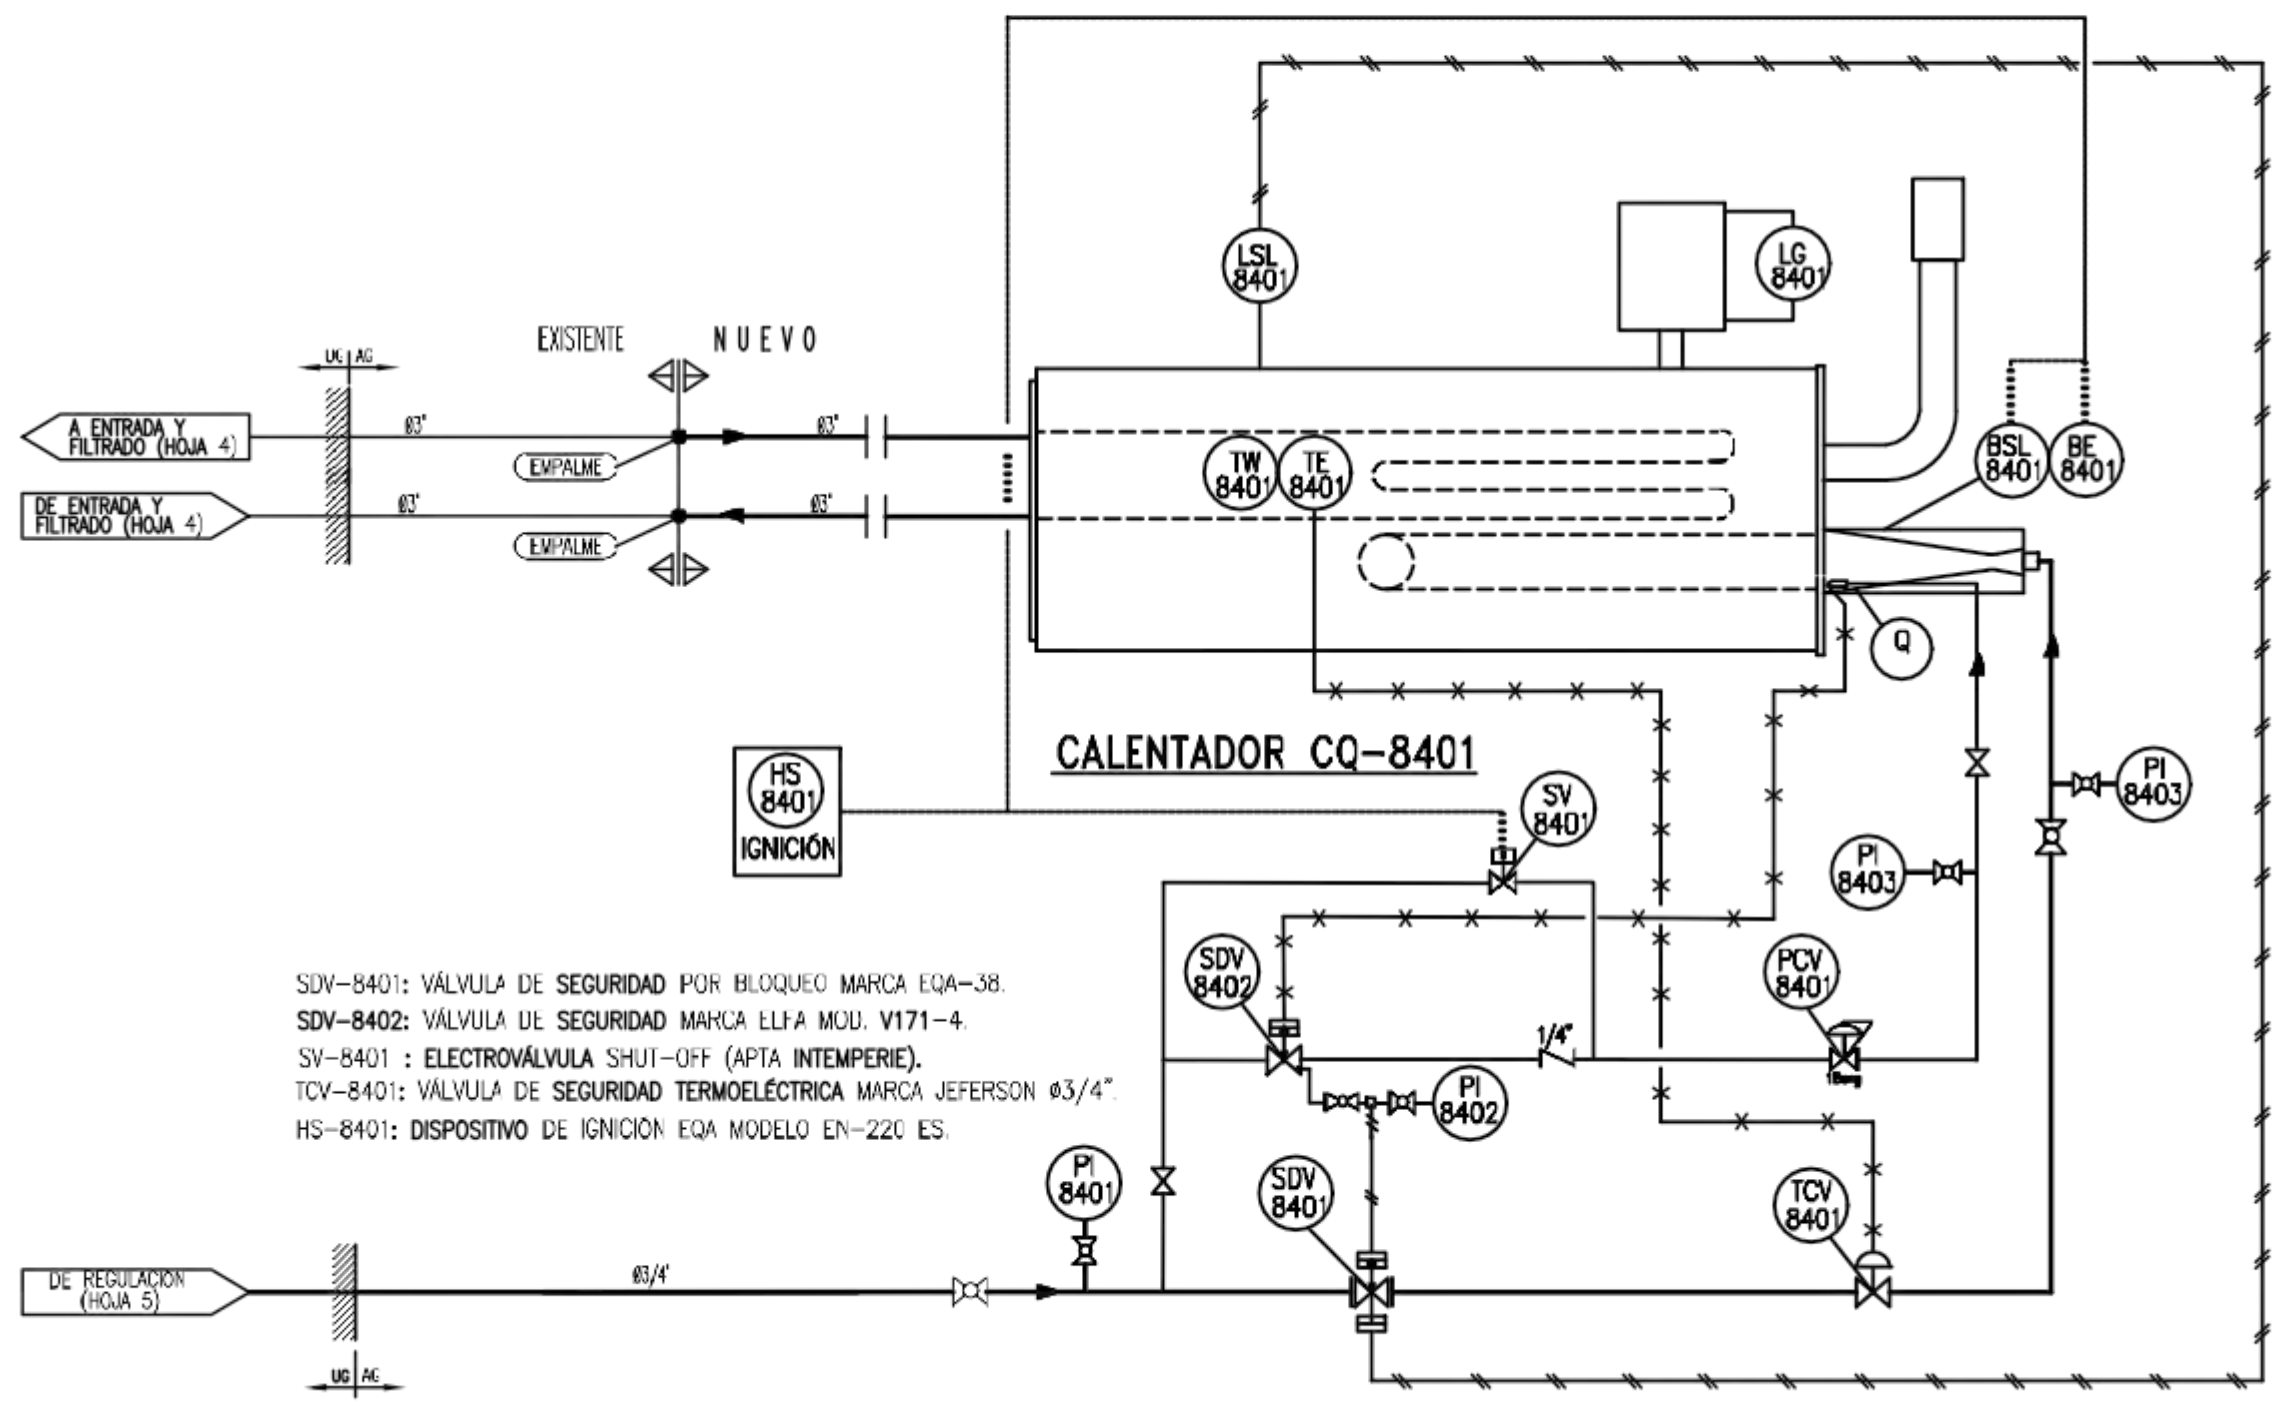 LSL
8401
LG
8401
EXISTENTE
NUEVO
UG AG
A ENTRADA Y
FILTRADO (HOJA 4)
Ø3"
Ø3"
EMPALME
TW
8401
TE
8401
BSL
8401
BE
8401
DE ENTRADA Y
FILTRADO (HOJA 4)
Ø3"
Ø3"
EMPALME
Q
CALENTADOR CQ-8401
HS
8401
IGNICIÓN
SV
8401
PI
8403
PI
8403
SDV
8402
PCV
8401
SDV-8401: VÁLVULA DE SEGURIDAD POR BLOQUEO MARCA EQA-38.
SDV-8402: VÁLVULA DE SEGURIDAD MARCA ELFA MOD. V171-4.
SV-8401 : ELECTROVÁLVULA SHUT-OFF (APTA INTEMPERIE).
TCV-8401: VÁLVULA DE SEGURIDAD TERMOELÉCTRICA MARCA JEFERSON Ø3/4".
HS-8401: DISPOSITIVO DE IGNICIÓN EQA MODELO EN-220 ES.
1/4"
PI
8402
PI
8401
SDV
8401
TCV
8401
DE REGULACION
(HOJA 5)
Ø3/4"
UG AG